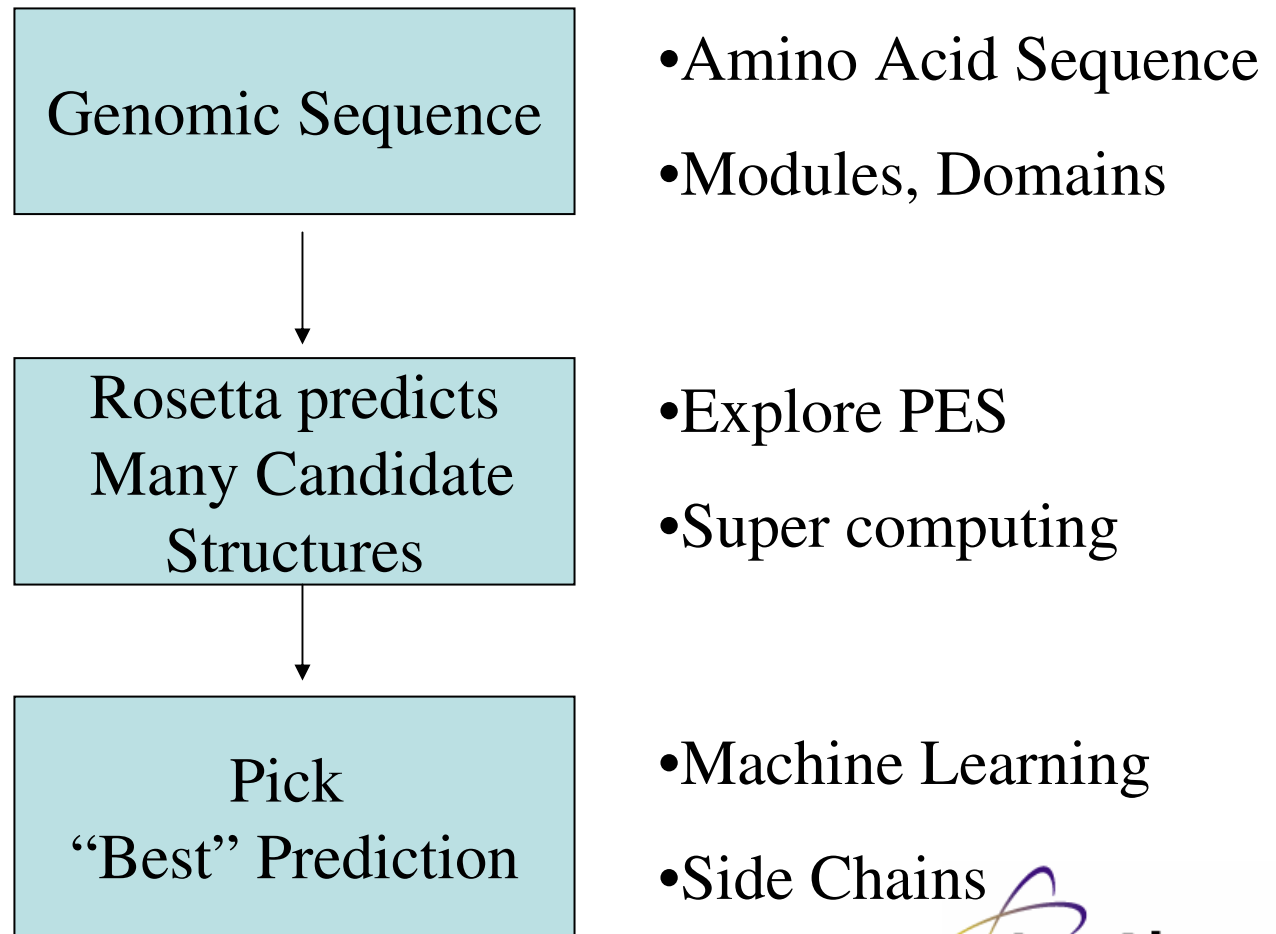 Genomic Sequence
•Amino Acid Sequence
•Modules, Domains
Rosetta predicts
Many Candidate
Structures
•Explore PES
•Super computing
Pick
“Best” Prediction
•Machine Learning
•Side Chains